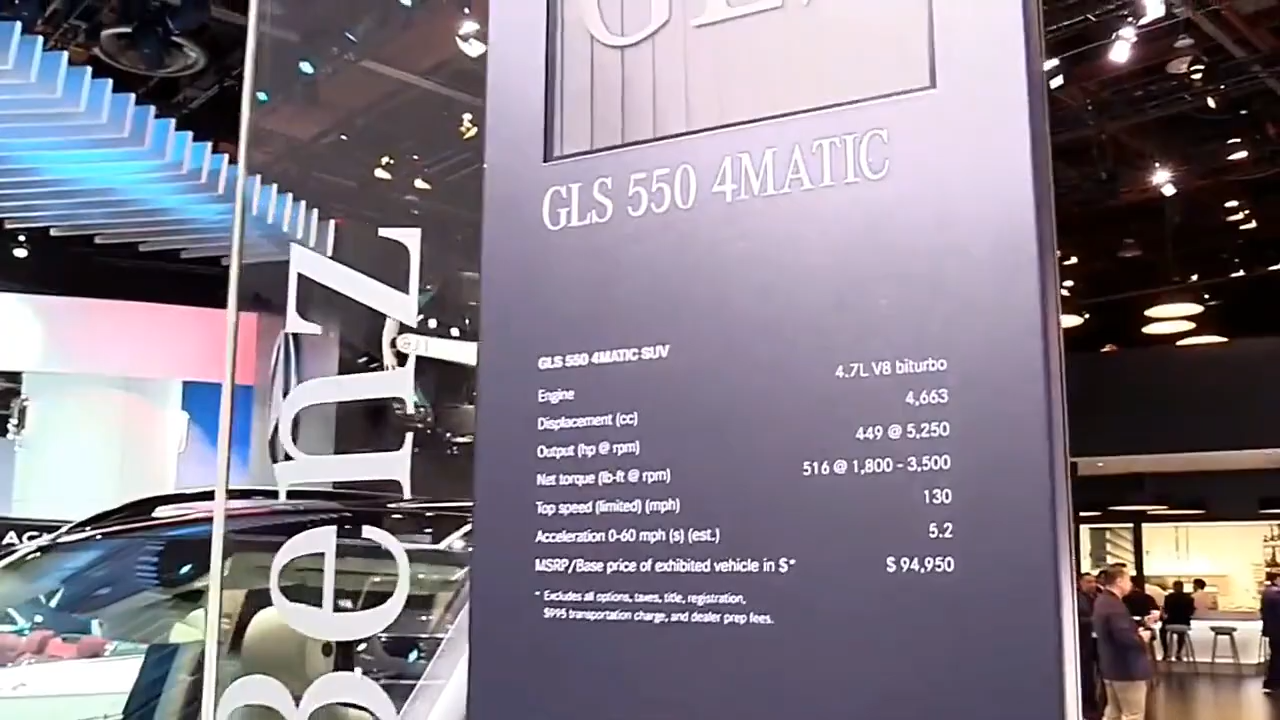 GLS
GLS 550 4MATIC
GLS 550 4MATIC SUV
Engine 4.7L V8 biturbo
Displacement (cc) 4,663
Output (hp @ rpm) 449 @ 5,250
Net torque (lb-ft @ rpm) 516 @ 1,800 - 3,500
Top speed (limited) (mph) 130
Acceleration 0-60 mph (s) (est.) 5.2
MSRP/Base price of exhibited vehicle in $* $ 94,950
* Excludes all options, taxes, title, registration,
$995 transportation charge, and dealer prep fees.
Benz